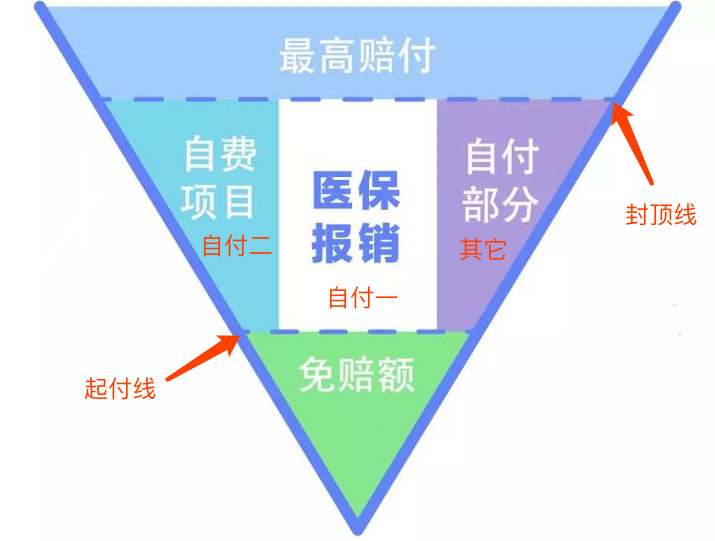 最高赔付
封顶线
自费
项目
自付二
医保
报销
自付一
自付
部分
其它
起付线
免赔额